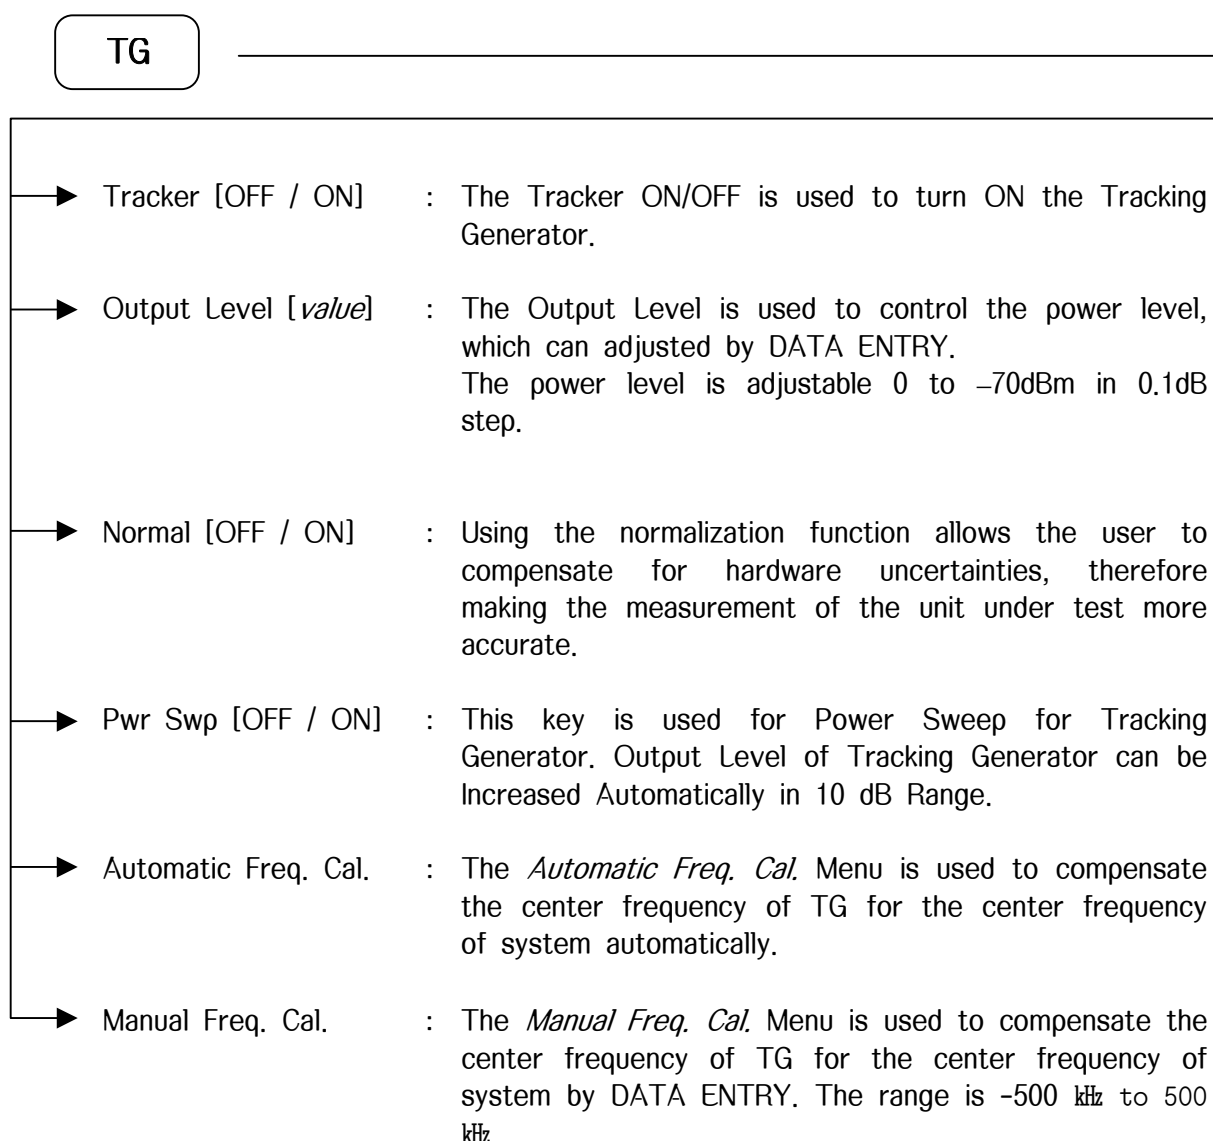 TG
Tracker [OFF / ON] : The Tracker ON/OFF is used to turn ON the Tracking
Generator.
Output Level [value] : The Output Level is used to control the power level,
which can adjusted by DATA ENTRY.
The power level is adjustable 0 to –70dBm in 0.1dB
step.
Normal [OFF / ON] : Using the normalization function allows the user to
compensate for hardware uncertainties, therefore
making the measurement of the unit under test more
accurate.
Pwr Swp [OFF / ON] : This key is used for Power Sweep for Tracking
Generator. Output Level of Tracking Generator can be
Increased Automatically in 10 dB Range.
Automatic Freq. Cal. : The Automatic Freq. Cal. Menu is used to compensate
the center frequency of TG for the center frequency
of system automatically.
Manual Freq. Cal. : The Manual Freq. Cal. Menu is used to compensate the
center frequency of TG for the center frequency of
system by DATA ENTRY. The range is -500 ㎑ to 500
㎑